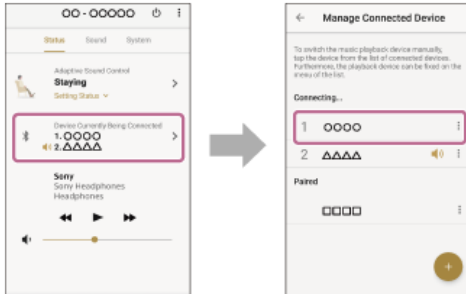 OO-OOOOO
Status Sound System
Adaptive Sound Control
Staying
Setting Status
Device Currently Being Connected
1.OOOO
2.△△△△
Sony
Sony Headphones
Headphones
Manage Connected Device
To switch the music playback device manually,
tap the device from the list of connected devices.
Furthermore, the playback device can be fixed on the
menu of the list.
Connecting...
1 OOOO
2 △△△△
Paired
□□□□